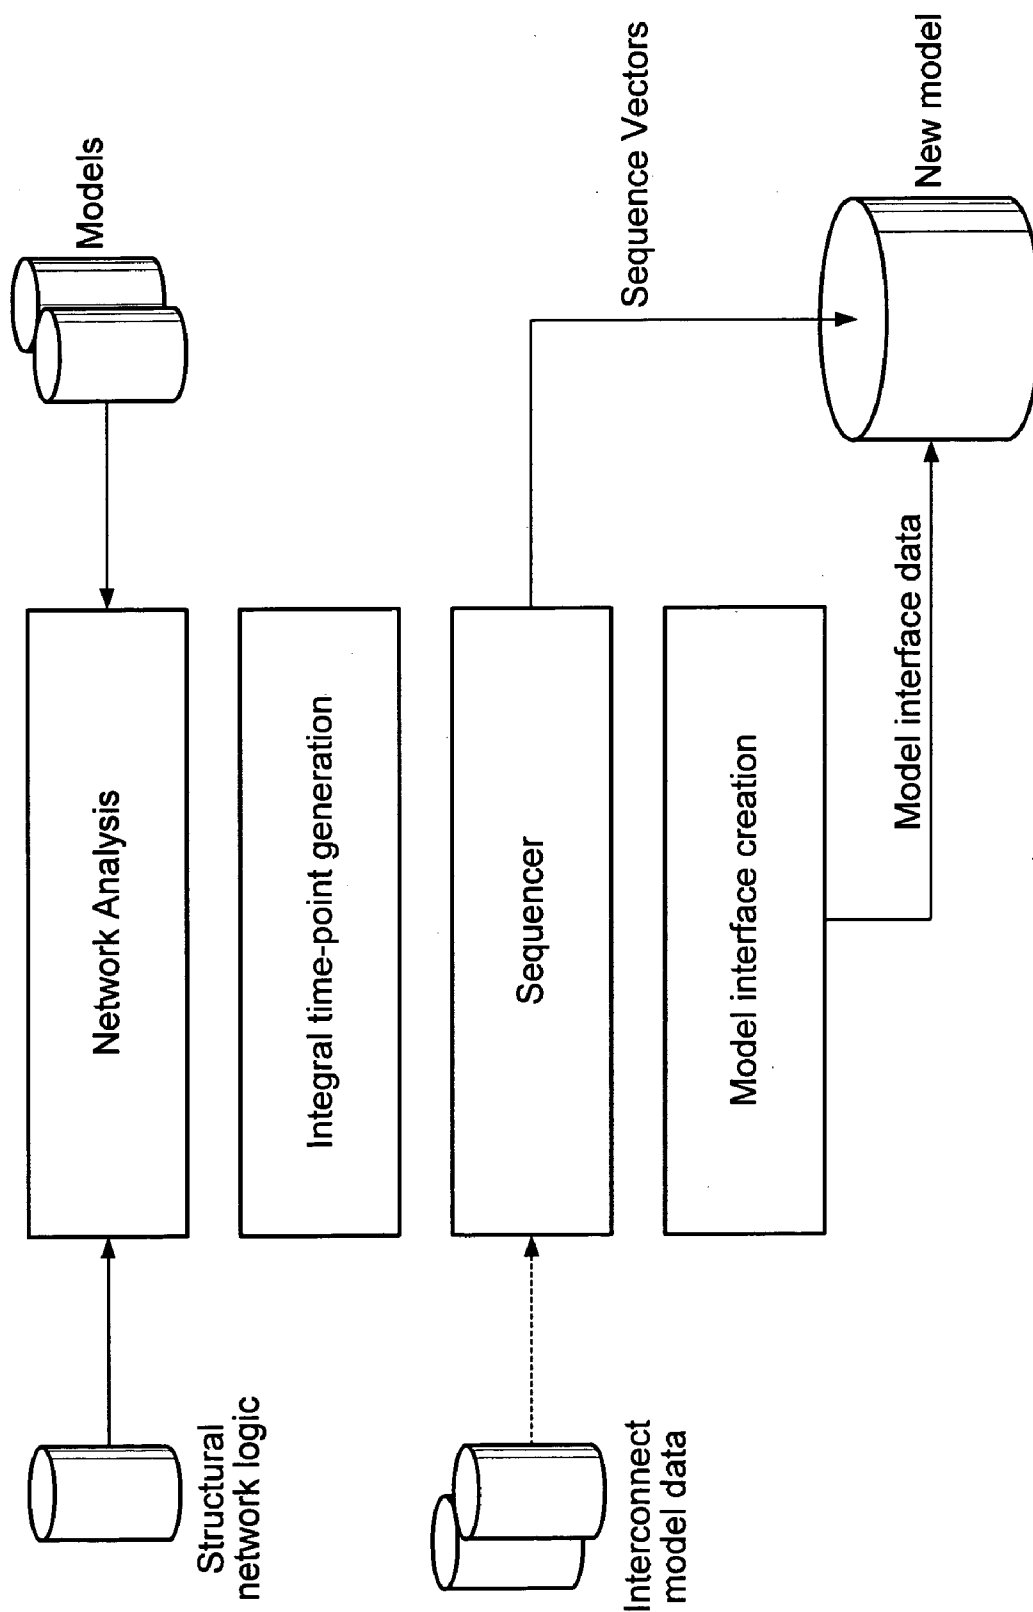 Structural
network logic
Network Analysis
Models
Integral time-point generation
Interconnect
model data
Sequencer
Sequence Vectors
Model interface creation
Model interface data
New model